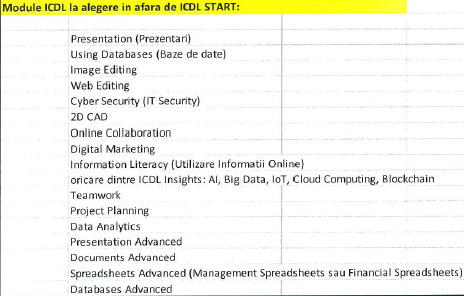 Module ICDL la alegere in afara de ICDL START:
Presentation (Prezentari)
Using Databases (Baze de date)
Image Editing
Web Editing
Cyber Security (IT Security)
2D CAD
Online Collaboration
Digital Marketing
Information Literacy (Utilizare Informatii Online)
oricare dintre ICDL Insights: AI, Big Data, IoT, Cloud Computing, Blockchain
Teamwork
Project Planning
Data Analytics
Presentation Advanced
Documents Advanced
Spreadsheets Advanced (Management Spreadsheets sau Financial Spreadsheets)
Databases Advanced